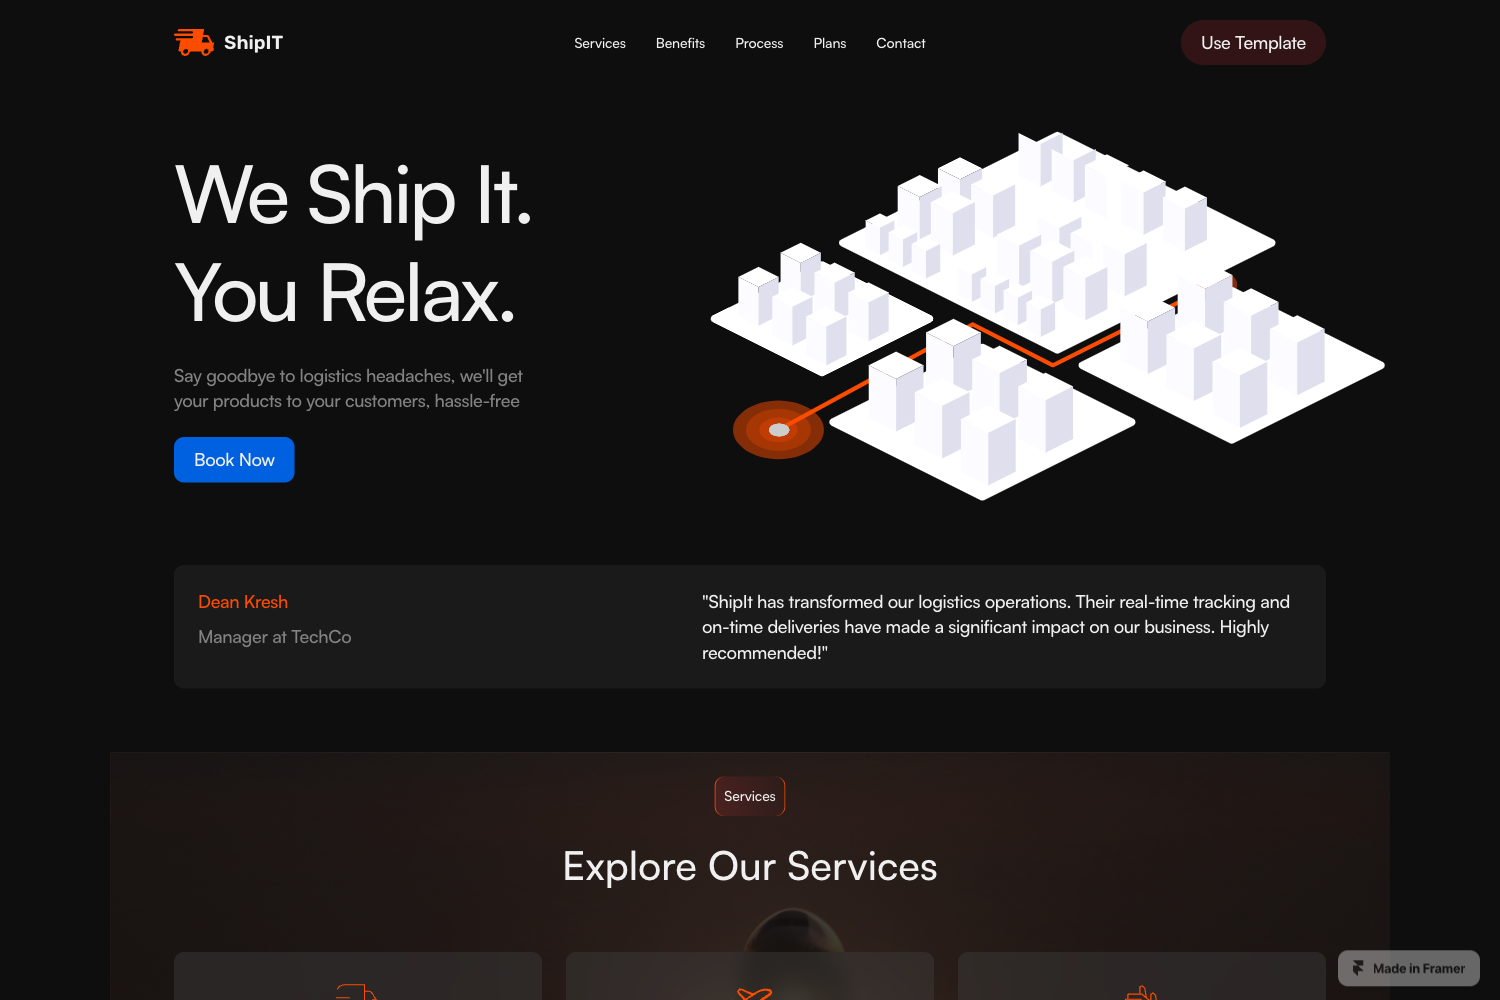 ShipIT
Services
Benefits
Process
Plans
Contact
Use Template
We Ship It.
You Relax.
Say goodbye to logistics headaches, we'll get
your products to your customers, hassle-free
Book Now
Dean Kresh
Manager at TechCo
"ShipIt has transformed our logistics operations. Their real-time tracking and
on-time deliveries have made a significant impact on our business. Highly
recommended!"
Services
Explore Our Services
Made in Framer